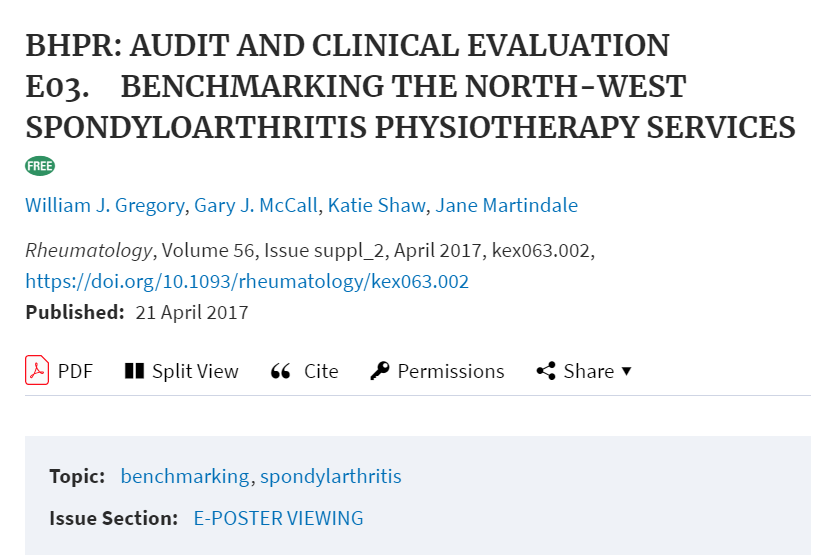 BHPR: AUDIT AND CLINICAL EVALUATION
E03. BENCHMARKING THE NORTH-WEST
SPONDYLOARTHRITIS PHYSIOTHERAPY SERVICES
FREE
William J. Gregory, Gary J. McCall, Katie Shaw, Jane Martindale
Rheumatology, Volume 56, Issue suppl_2, April 2017, kex063.002,
https://doi.org/10.1093/rheumatology/kex063.002
Published: 21 April 2017
PDF Split View Cite Permissions Share
Topic: benchmarking, spondylarthritis
Issue Section: E-POSTER VIEWING